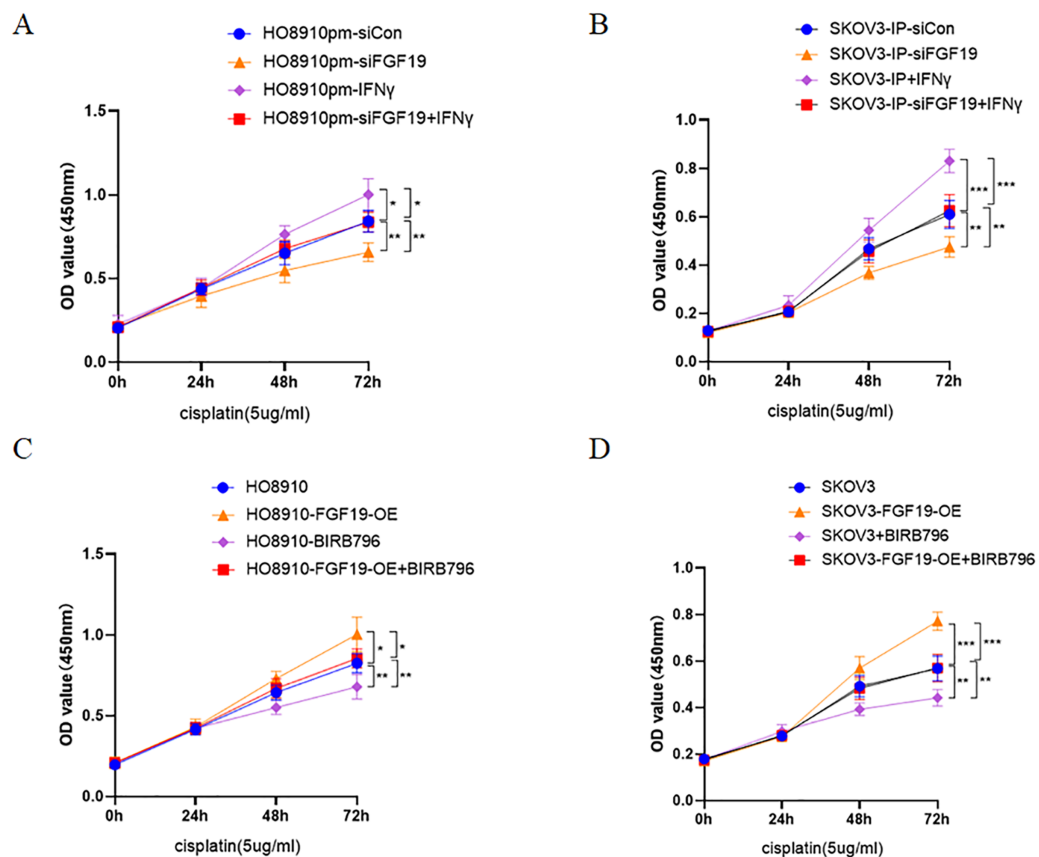 A
HO8910pm-siCon
HO8910pm-siFGF19
HO8910pm-IFNγ
HO8910pm-siFGF19+IFNγ
OD value (450nm)
1.5
1.0
0.5
0.0
* *
** **
0h 24h 48h 72h
cisplatin(5ug/ml)
B
SKOV3-IP-siCon
SKOV3-IP-siFGF19
SKOV3-IP+IFNγ
SKOV3-IP-siFGF19+IFNγ
OD value (450nm)
1.0
0.8
0.6
0.4
0.2
0.0
*** ***
** **
0h 24h 48h 72h
cisplatin(5ug/ml)
C
HO8910
HO8910-FGF19-OE
HO8910-BIRB796
HO8910-FGF19-OE+BIRB796
OD value (450nm)
1.5
1.0
0.5
0.0
* *
** **
0h 24h 48h 72h
cisplatin(5ug/ml)
D
SKOV3
SKOV3-FGF19-OE
SKOV3+BIRB796
SKOV3-FGF19-OE+BIRB796
OD value (450nm)
1.0
0.8
0.6
0.4
0.2
0.0
*** ***
** **
0h 24h 48h 72h
cisplatin(5ug/ml)